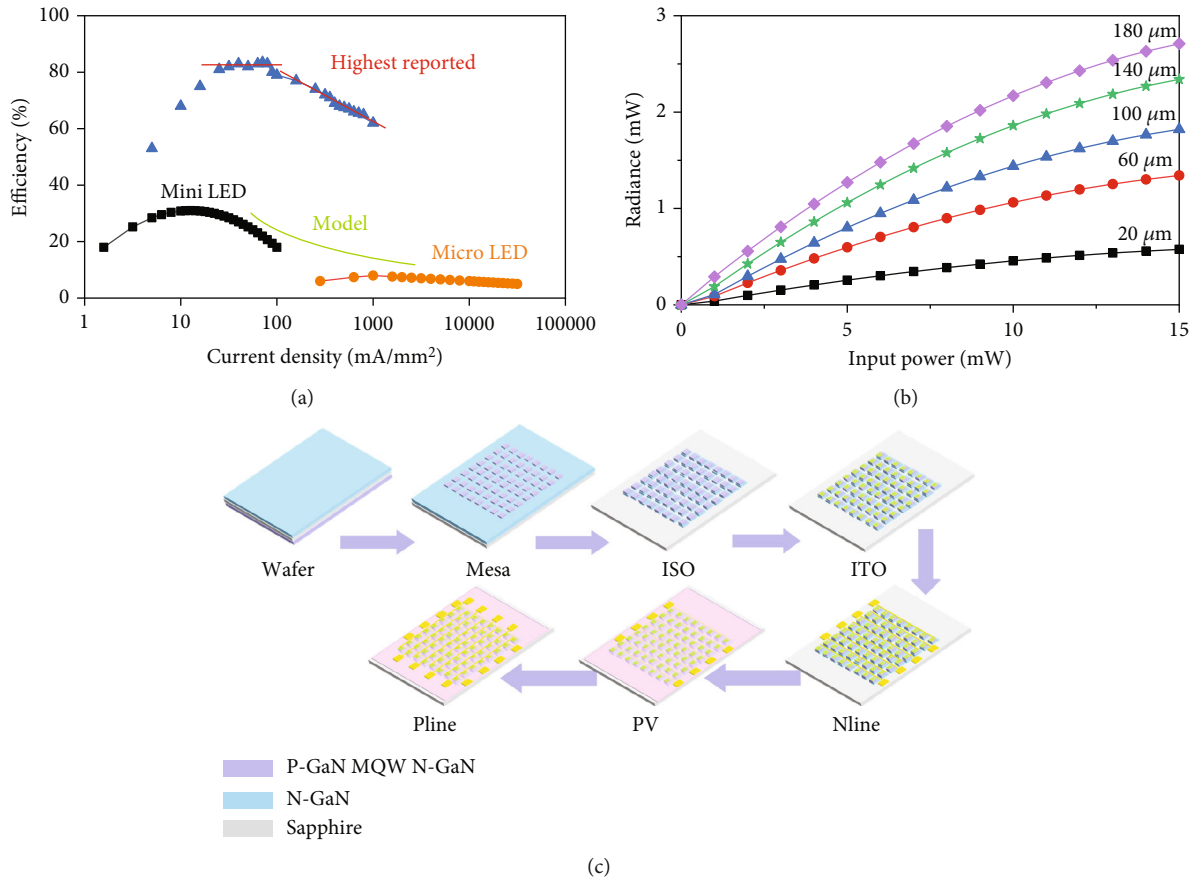 100
80
60
40
20
0
Efficiency (%)
Highest reported
Mini LED
Model
Micro LED
1
10
100
1000
10000
100000
Current density (mA/mm²)
(a)
3
2
1
0
Radiance (mW)
180 µm
140 µm
100 µm
60 µm
20 µm
0
5
10
15
Input power (mW)
(b)
Wafer
Mesa
ISO
ITO
Pline
PV
Nline
P-GaN MQW N-GaN
N-GaN
Sapphire
(c)